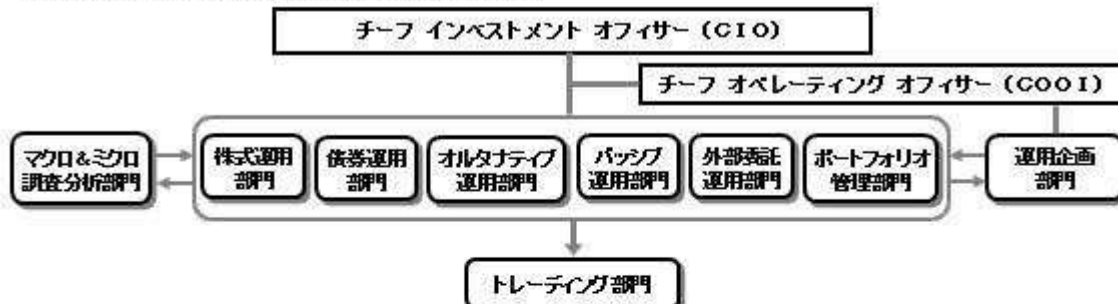 チーフ インベストメント オフィサー (CIO)
チーフ オペレーティング オフィサー (COOI)
マクロ&ミクロ
調査分析部門
株式運用
部門
債券運用
部門
オルタナティブ
運用部門
パッシブ
運用部門
外部委託
運用部門
ポートフォリオ
管理部門
運用企画
部門
トレーディング部門